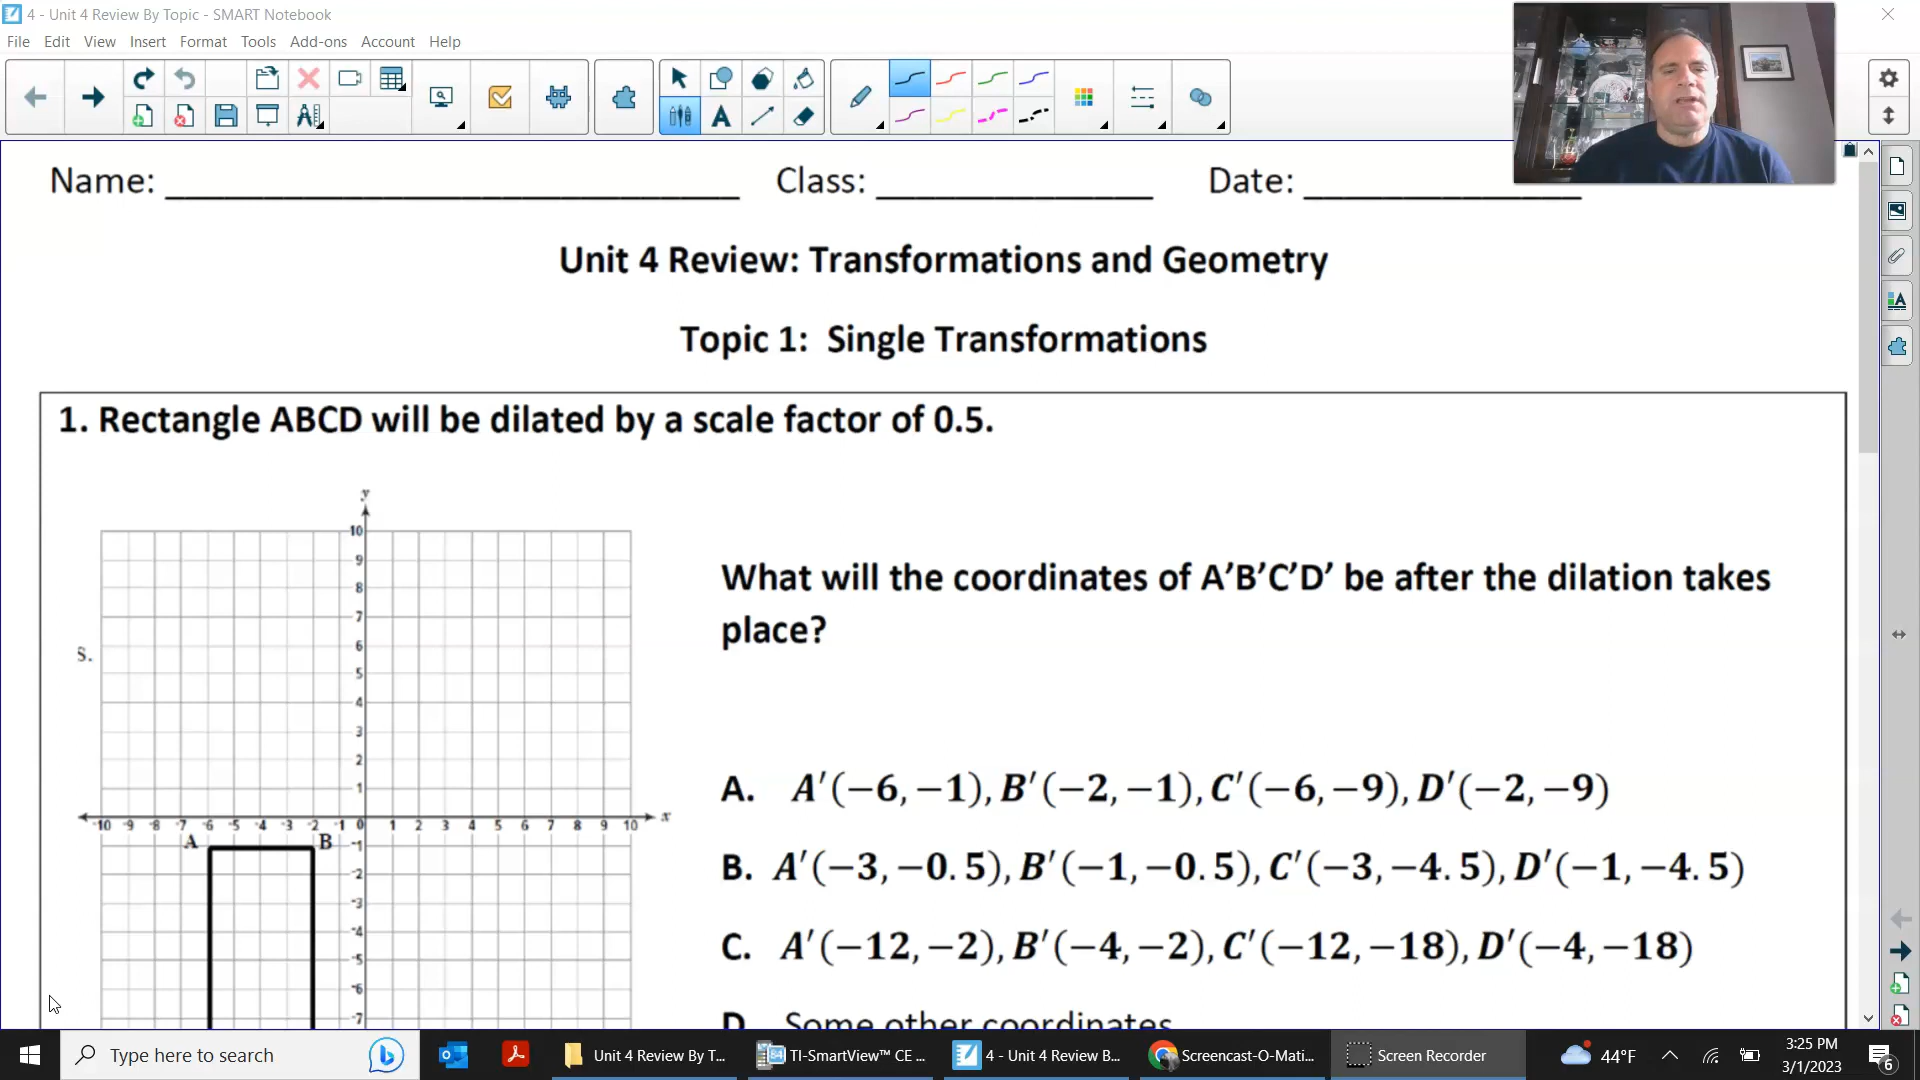 4 - Unit 4 Review By Topic - SMART Notebook
File Edit View Insert Format Tools Add-ons Account Help
Name: ____________________________ Class: _____________ Date: _____________
Unit 4 Review: Transformations and Geometry
Topic 1: Single Transformations
1. Rectangle ABCD will be dilated by a scale factor of 0.5.
y
10
9
8
7
6
5
4
3
2
1
S.
-10 -9 -8 -7 -6 -5 -4 -3 -2 -1 0 1 2 3 4 5 6 7 8 9 10 x
A B
-1
-2
-3
-4
-5
-6
-7
What will the coordinates of A′B′C′D′ be after the dilation takes
place?
A. A′(−6, −1), B′(−2, −1), C′(−6, −9), D′(−2, −9)
B. A′(−3, −0.5), B′(−1, −0.5), C′(−3, −4.5), D′(−1, −4.5)
C. A′(−12, −2), B′(−4, −2), C′(−12, −18), D′(−4, −18)
D. Some other coordinates
Type here to search
Unit 4 Review By T...
84 TI-SmartView™ CE ...
4 - Unit 4 Review B...
Screencast-O-Mati...
Screen Recorder
44°F
3:25 PM
3/1/2023
6